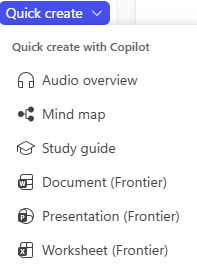 Quick create
Quick create with Copilot
Audio overview
Mind map
Study guide
Document (Frontier)
Presentation (Frontier)
Worksheet (Frontier)